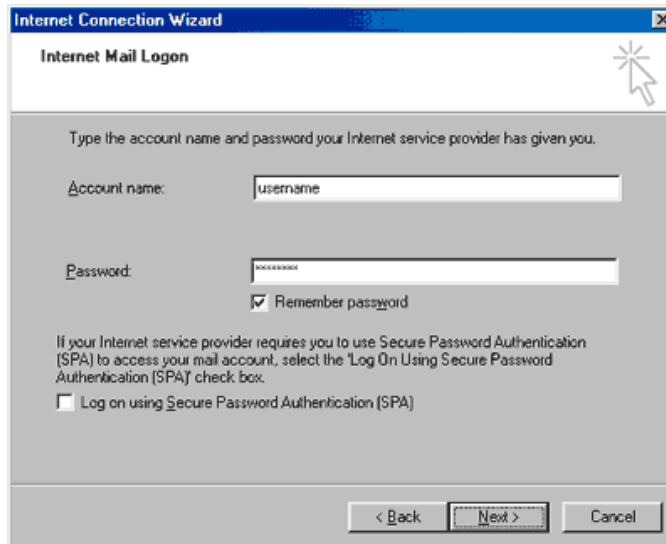 Internet Connection Wizard
Internet Mail Logon
Type the account name and password your Internet service provider has given you.
Account name:
username
Password:
********
Remember password
If your Internet service provider requires you to use Secure Password Authentication
(SPA) to access your mail account, select the 'Log On Using Secure Password
Authentication (SPA)' check box.
Log on using Secure Password Authentication (SPA)
< Back
Next >
Cancel